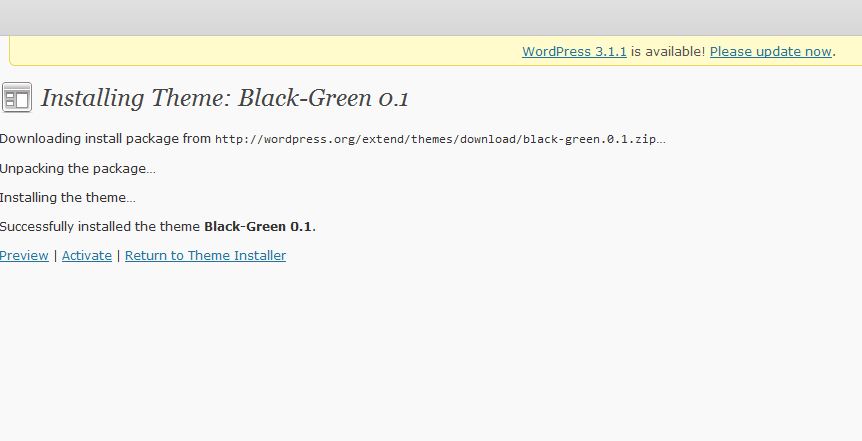 WordPress 3.1.1 is available! Please update now.
Installing Theme: Black-Green 0.1
Downloading install package from http://wordpress.org/extend/themes/download/black-green.0.1.zip…
Unpacking the package…
Installing the theme…
Successfully installed the theme Black-Green 0.1.
Preview | Activate | Return to Theme Installer